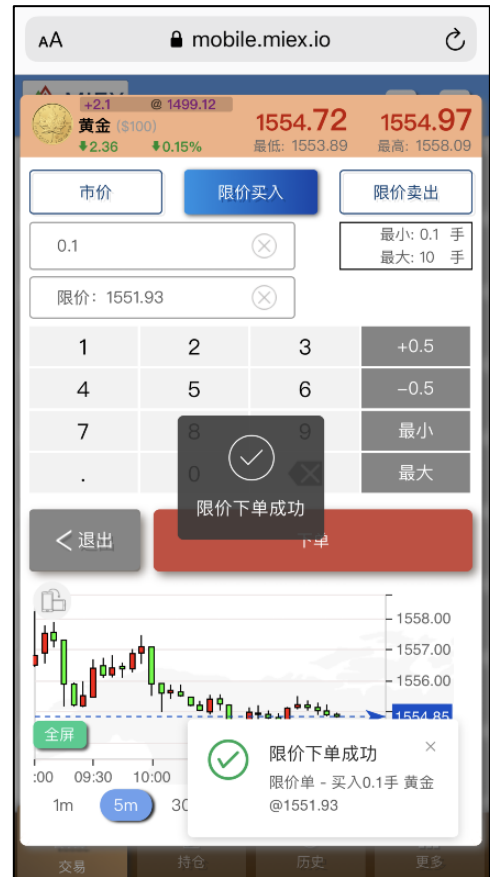 AA mobile.miex.io
+2.1 @ 1499.12
黄金 ($100)
2.36 0.15%
1554.72
最低: 1553.89
1554.97
最高: 1558.09
市价 限价买入 限价卖出
0.1
最小: 0.1 手
最大: 10 手
限价: 1551.93
1 2 3 +0.5
4 5 6 -0.5
7 8 9 最小
. 0 最大
限价下单成功
退出 下单
1558.00
1557.00
1556.00
1554.85
全屏
:00 09:30 10:00
1m 5m 30
限价下单成功
限价单 - 买入0.1手 黄金
@1551.93
交易 持仓 历史 更多